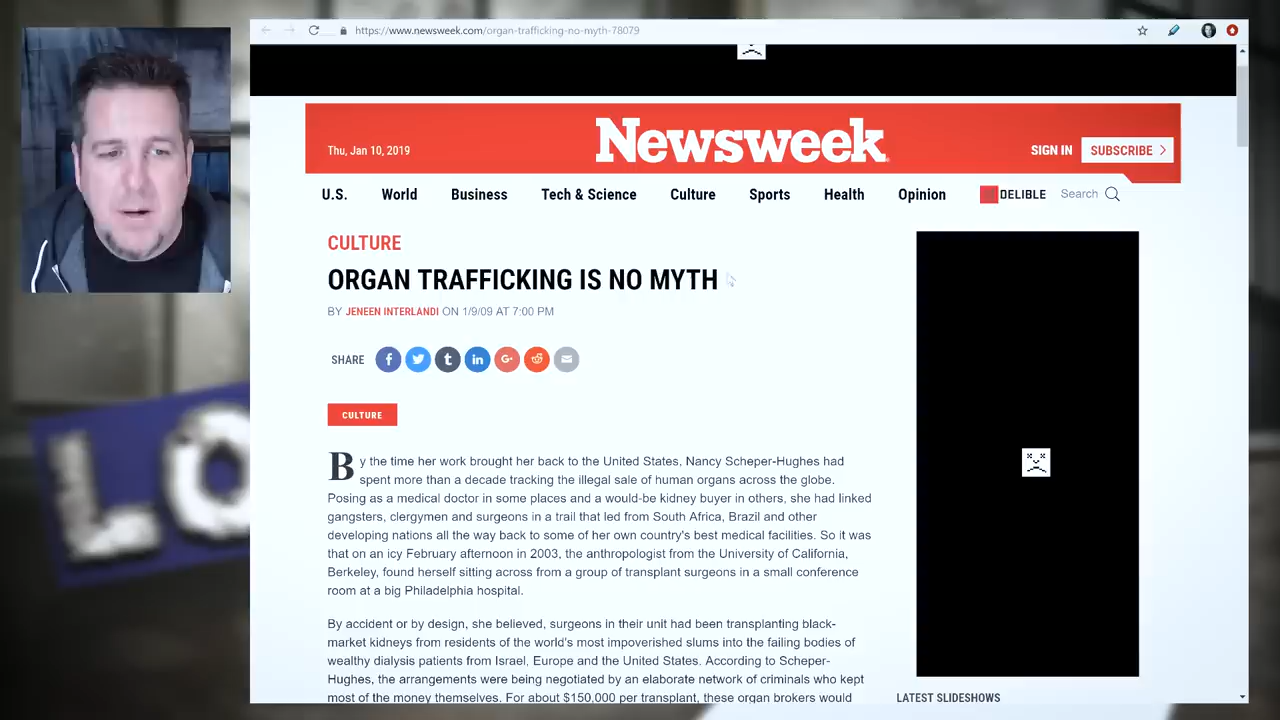 https://www.newsweek.com/organ-trafficking-no-myth-78079
Thu, Jan 10, 2019
Newsweek
SIGN IN
SUBSCRIBE
U.S.
World
Business
Tech & Science
Culture
Sports
Health
Opinion
DELIBLE
Search
CULTURE
ORGAN TRAFFICKING IS NO MYTH
BY JENEEN INTERLANDI ON 1/9/09 AT 7:00 PM
SHARE
CULTURE
By the time her work brought her back to the United States, Nancy Scheper-Hughes had
spent more than a decade tracking the illegal sale of human organs across the globe.
Posing as a medical doctor in some places and a would-be kidney buyer in others, she had linked
gangsters, clergymen and surgeons in a trail that led from South Africa, Brazil and other
developing nations all the way back to some of her own country's best medical facilities. So it was
that on an icy February afternoon in 2003, the anthropologist from the University of California,
Berkeley, found herself sitting across from a group of transplant surgeons in a small conference
room at a big Philadelphia hospital.
By accident or by design, she believed, surgeons in their unit had been transplanting black-
market kidneys from residents of the world's most impoverished slums into the failing bodies of
wealthy dialysis patients from Israel, Europe and the United States. According to Scheper-
Hughes, the arrangements were being negotiated by an elaborate network of criminals who kept
most of the money themselves. For about $150,000 per transplant, these organ brokers would
LATEST SLIDESHOWS
LO